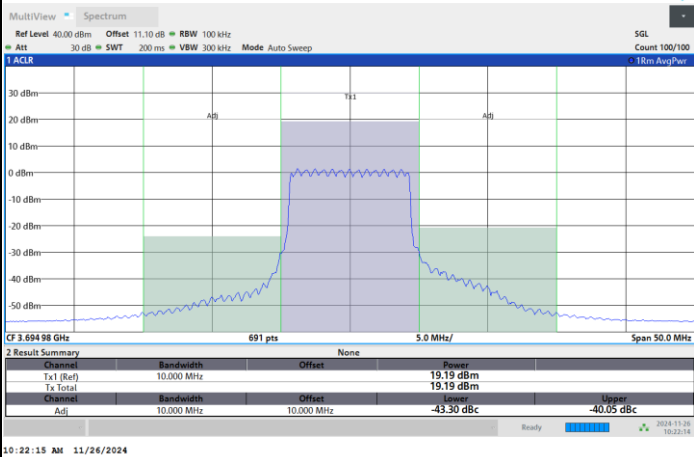 MultiView Spectrum
Ref Level 40.00 dBm Offset 11.10 dB RBW 100 kHz SGL
Att 30 dB SWT 200 ms VBW 300 kHz Mode Auto Sweep Count 100/100
1 ACLR 1Rm AvgPwr
30 dBm
Tx1
20 dBm
Adj Adj
10 dBm
0 dBm
-10 dBm
-20 dBm
-30 dBm
-40 dBm
-50 dBm
CF 3.694 98 GHz 691 pts 5.0 MHz/ Span 50.0 MHz
2 Result Summary None
Channel Bandwidth Offset Power
Tx1 (Ref) 10.000 MHz 19.19 dBm
Tx Total 19.19 dBm
Channel Bandwidth Offset Lower Upper
Adj 10.000 MHz 10.000 MHz -43.30 dBc -40.05 dBc
Ready 2024-11-26
10:22:14
10:22:15 AM 11/26/2024